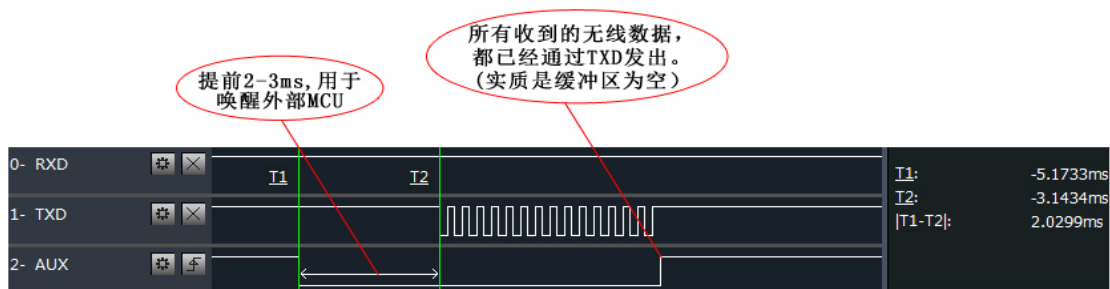 所有收到的无线数据，
都已经通过TXD发出。
(实质是缓冲区为空）
提前2-3ms,用于
唤醒外部MCU
0- RXD
T1
T2
T1: -5.1733ms
T2: -3.1434ms
|T1-T2|: 2.0299ms
1- TXD
2- AUX